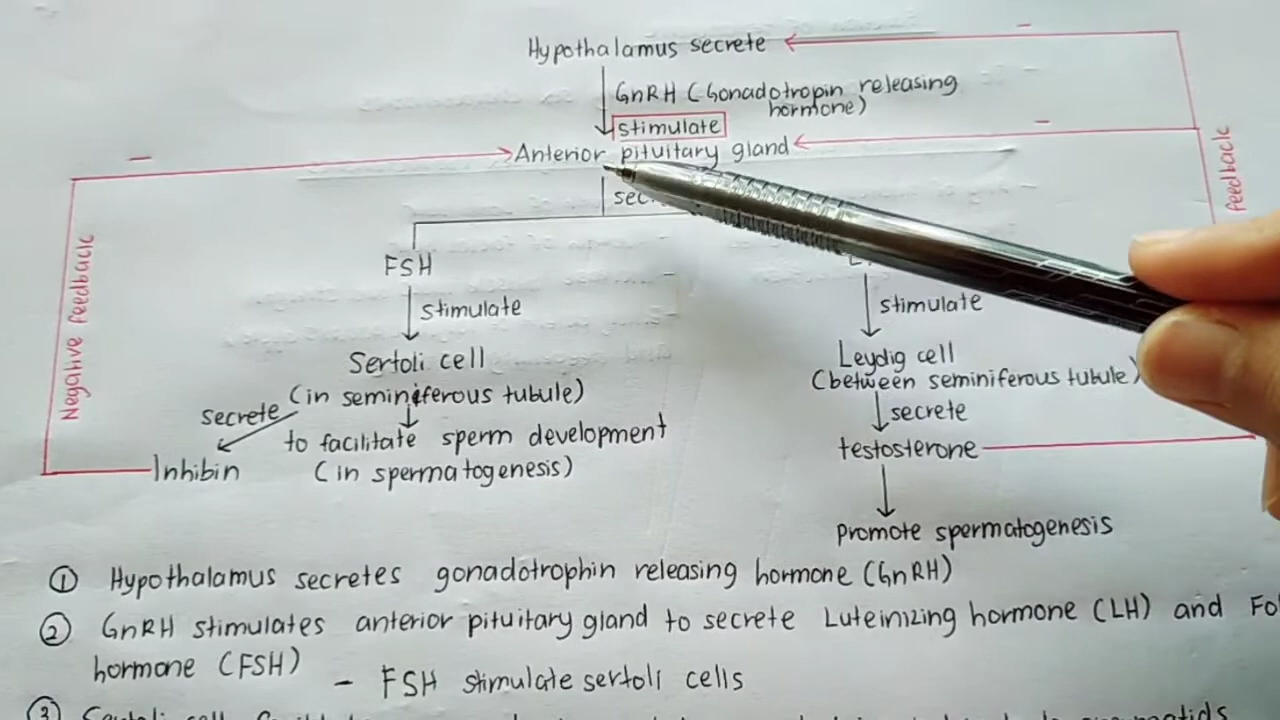 Hypothalamus secrete
GnRH (Gonadotropin releasing
hormone)
stimulate
Anterior pituitary gland
FSH
stimulate
Sertoli cell
(in seminiferous tubule)
secrete
to facilitate sperm development
(in spermatogenesis)
Inhibin
Negative feedback
stimulate
Leydig cell
(between seminiferous tubule)
secrete
testosterone
Promote spermatogenesis
feedback
① Hypothalamus secretes gonadotrophin releasing hormone (GnRH)
② GnRH stimulates anterior pituitary gland to secrete Luteinizing hormone (LH) and
hormone (FSH)
- FSH stimulate sertoli cells
③